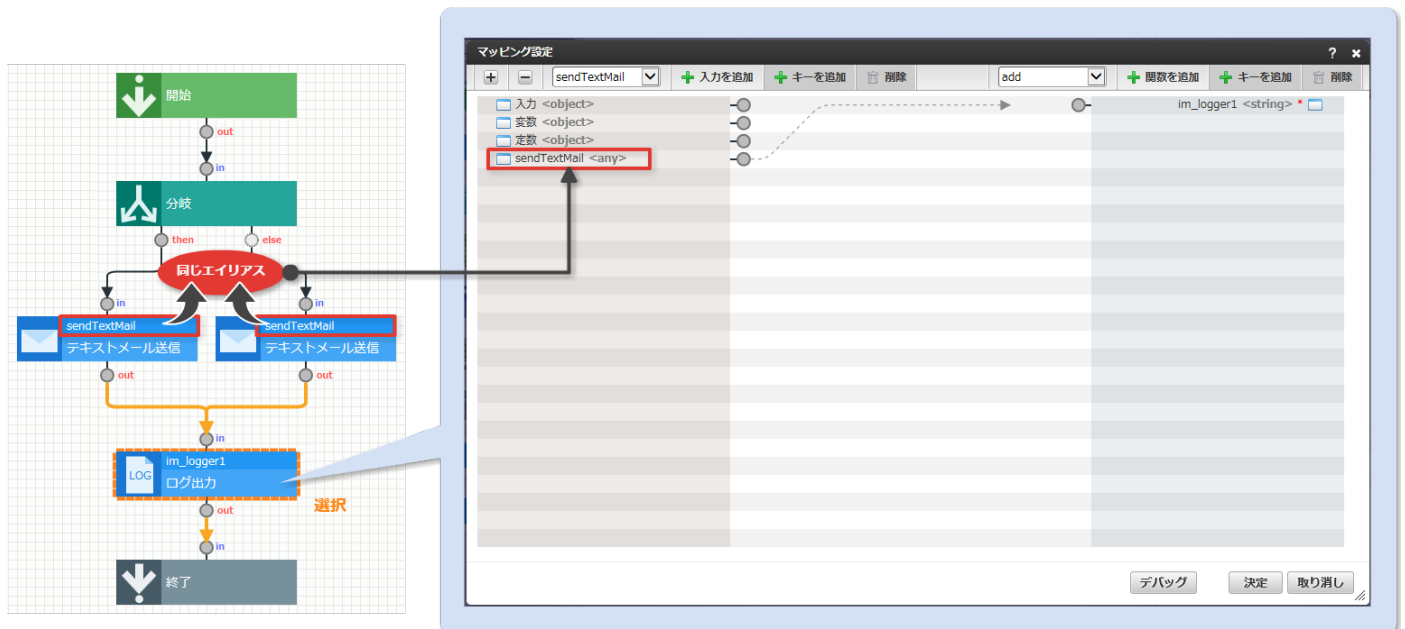 開始
out
in
分岐
then
else
同じエイリアス
in
in
sendTextMail
テキストメール送信
sendTextMail
テキストメール送信
out
out
in
im_logger1
LOG
ログ出力
選択
out
in
終了
マッピング設定
? ×
sendTextMail
入力を追加
キーを追加
削除
add
関数を追加
キーを追加
削除
入力 <object>
変数 <object>
定数 <object>
sendTextMail <any>
im_logger1 <string> *
デバッグ
決定
取り消し